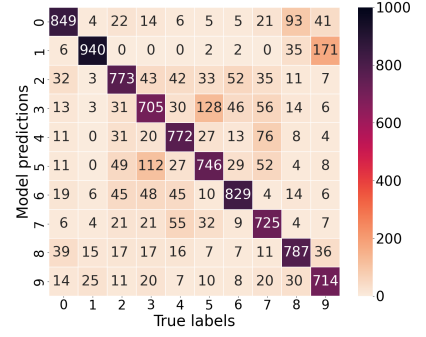 0 849 4 22 14 6 5 5 21 93 41
1 6 940 0 0 0 2 2 0 35 171
2 32 3 773 43 42 33 52 35 11 7
3 13 3 31 705 30 128 46 56 14 6
4 11 0 31 20 772 27 13 76 4 8
5 11 0 49 112 27 746 29 52 8 4
6 19 6 45 48 45 10 829 4 14 6
7 6 4 21 21 55 32 9 725 4 7
8 39 15 17 17 16 7 7 11 787 36
9 14 25 11 20 7 10 8 20 30 714
0 1 2 3 4 5 6 7 8 9
True labels
Model predictions
1000
800
600
400
200
0